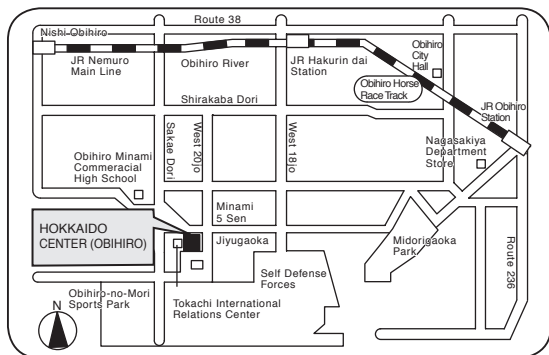 Route 38
Nishi-Obihiro
JR Nemuro
Main Line
Obihiro River
JR Hakurin dai
Station
Obihiro
City
Hall
Obihiro Horse
Race Track
JR Obihiro
Station
Shirakaba Dori
Sakae Dori
West 20jo
West 18jo
Nagasakiya
Department
Store
Obihiro Minami
Commeracial
High School
Minami
5 Sen
HOKKAIDO
CENTER (OBIHIRO)
Jiyugaoka
Midorigaoka
Park
Route 236
Self Defense
Forces
Obihiro-no-Mori
Sports Park
Tokachi International
Relations Center
N